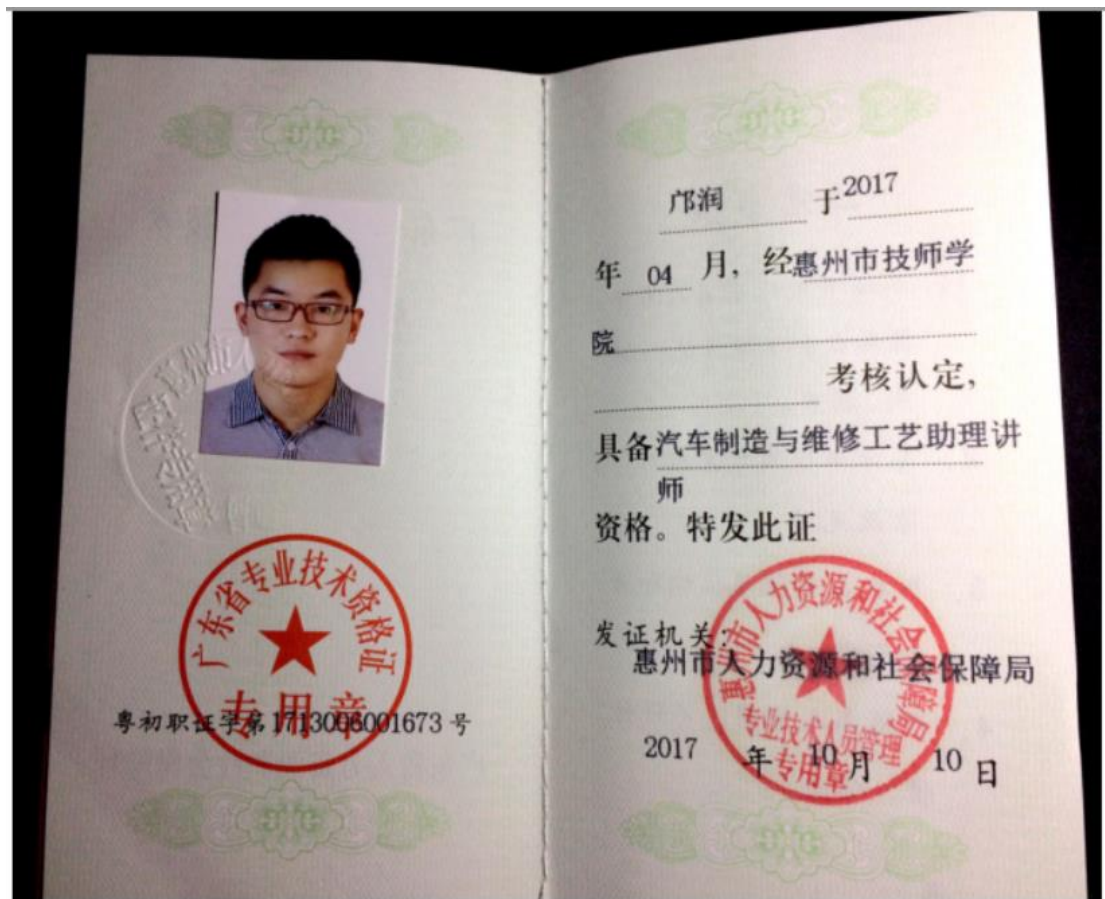 广东省专业技术资格证
专用章
粤初职证字第1713006001673号
邝润 于2017
年 04 月，经惠州市技师学
院
考核认定，
具备汽车制造与维修工艺助理讲
师
资格。特发此证
发证机关：
惠州市人力资源和社会保障局
2017 年 10 月 10 日
惠州市人力资源和社会保障局
专业技术人员管理
专用章